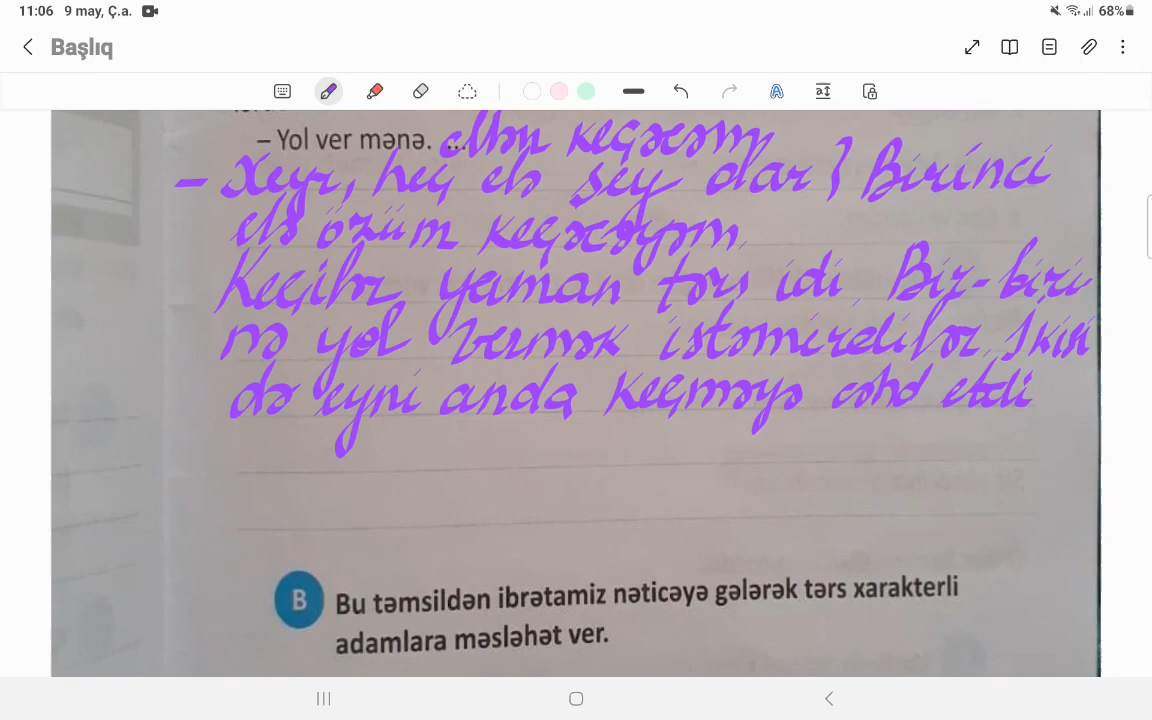 11:06 9 may, Ç.a. 68%
Başlıq
– Yol ver mənə. ... Mən keçəcəm
– Xeyr, heç elə şey olar? Birinci
elə özüm keçəcəyəm.
Keçilər yaman tərs idi. Bir-biri-
nə yol vermək istəmirdilər. İkisi
də eyni anda keçməyə cəhd etdi
B Bu təmsildən ibrətamiz nəticəyə gələrək tərs xarakterli
adamlara məsləhət ver.